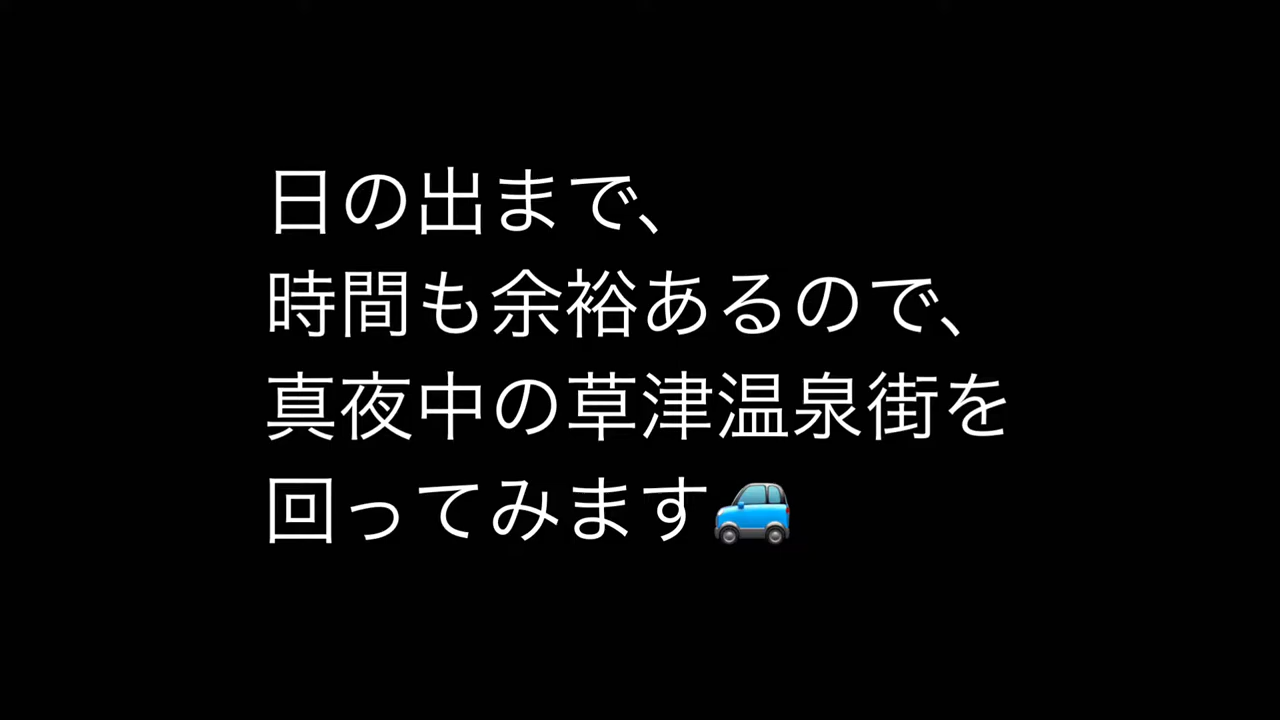 日の出まで、
時間も余裕あるので、
真夜中の草津温泉街を
回ってみます🚙